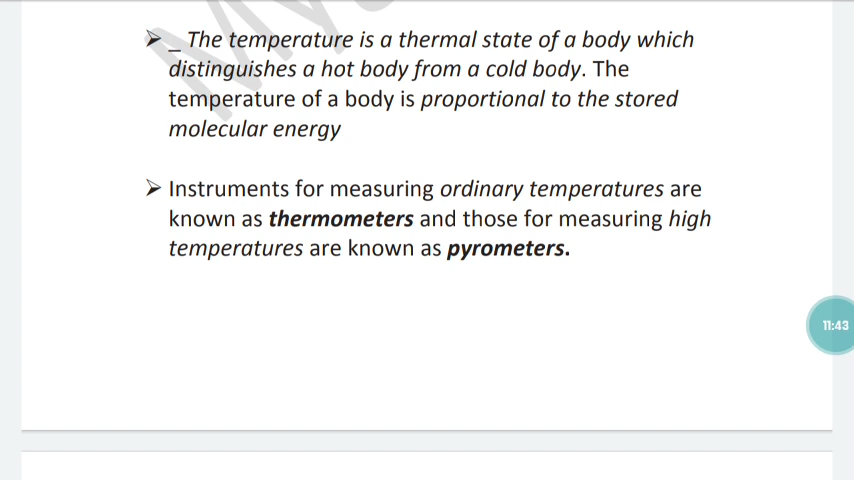 ➢ _ The temperature is a thermal state of a body which
distinguishes a hot body from a cold body. The
temperature of a body is proportional to the stored
molecular energy
➢ Instruments for measuring ordinary temperatures are
known as thermometers and those for measuring high
temperatures are known as pyrometers.
11:43